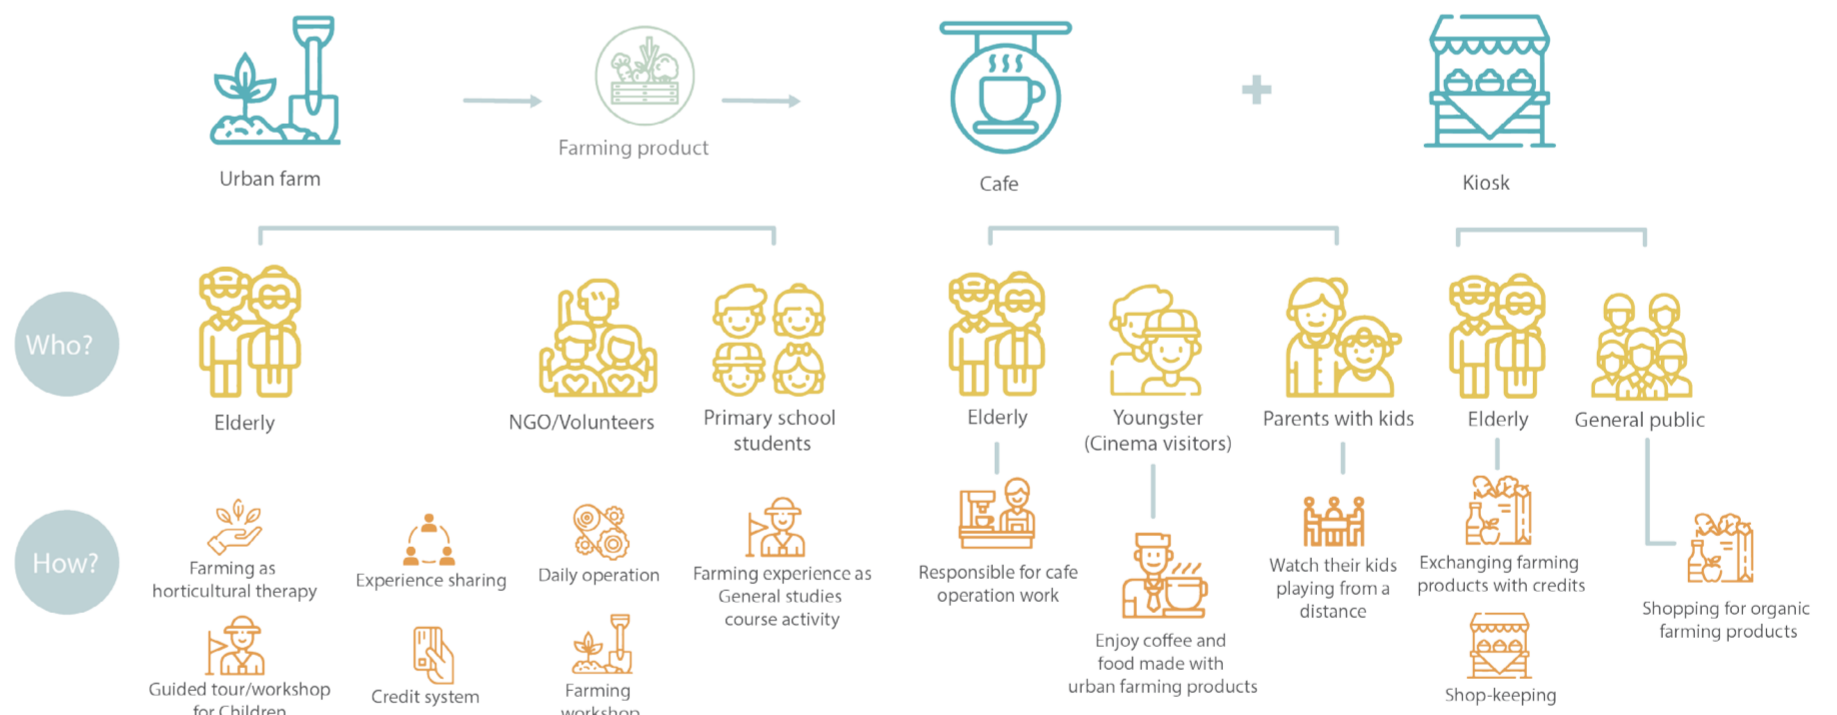 Urban farm
Farming product
Cafe
Kiosk
Who?
Elderly
NGO/Volunteers
Primary school
students
Elderly
Youngster
(Cinema visitors)
Parents with kids
Elderly
General public
How?
Farming as
horticultural therapy
Experience sharing
Daily operation
Farming experience as
General studies
course activity
Guided tour/workshop
for Children
Credit system
Farming
workshop
Responsible for cafe
operation work
Enjoy coffee and
food made with
urban farming products
Watch their kids
playing from a
distance
Exchanging farming
products with credits
Shop-keeping
Shopping for organic
farming products